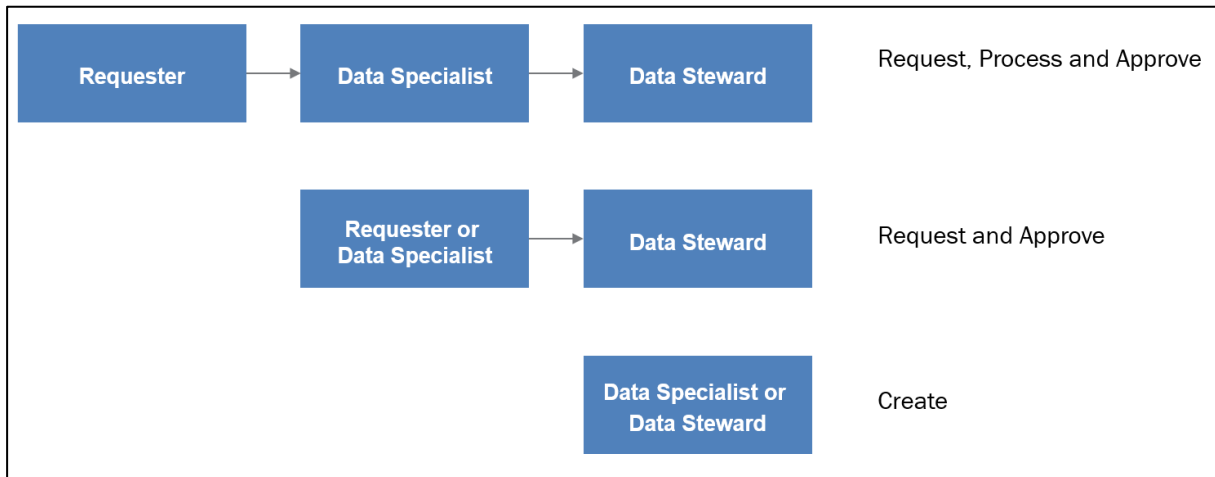 Requester
Data Specialist
Data Steward
Request, Process and Approve
Requester or
Data Specialist
Data Steward
Request and Approve
Data Specialist or
Data Steward
Create